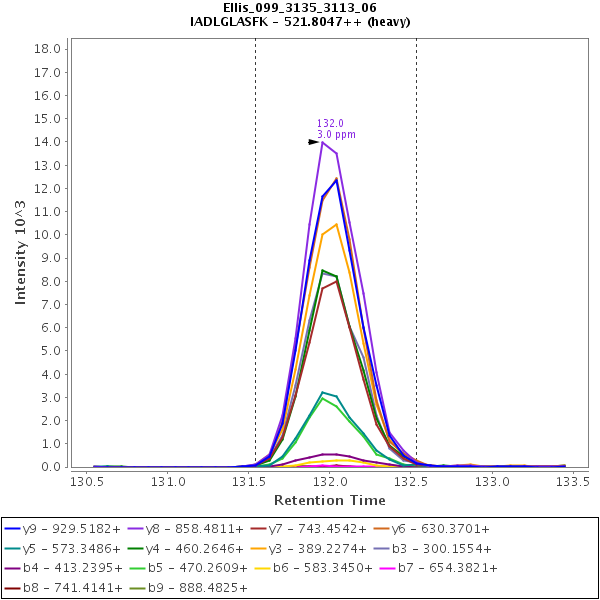 Ellis_099_3135_3113_06
IADLGLASFK - 521.8047++ (heavy)
18.0
17.0
16.0
15.0
14.0
13.0
12.0
11.0
10.0
9.0
8.0
7.0
6.0
5.0
4.0
3.0
2.0
1.0
0.0
Intensity 10^3
132.0
3.0 ppm
130.5 131.0 131.5 132.0 132.5 133.0 133.5
Retention Time
y9 - 929.5182+ y8 - 858.4811+ y7 - 743.4542+ y6 - 630.3701+
y5 - 573.3486+ y4 - 460.2646+ y3 - 389.2274+ b3 - 300.1554+
b4 - 413.2395+ b5 - 470.2609+ b6 - 583.3450+ b7 - 654.3821+
b8 - 741.4141+ b9 - 888.4825+